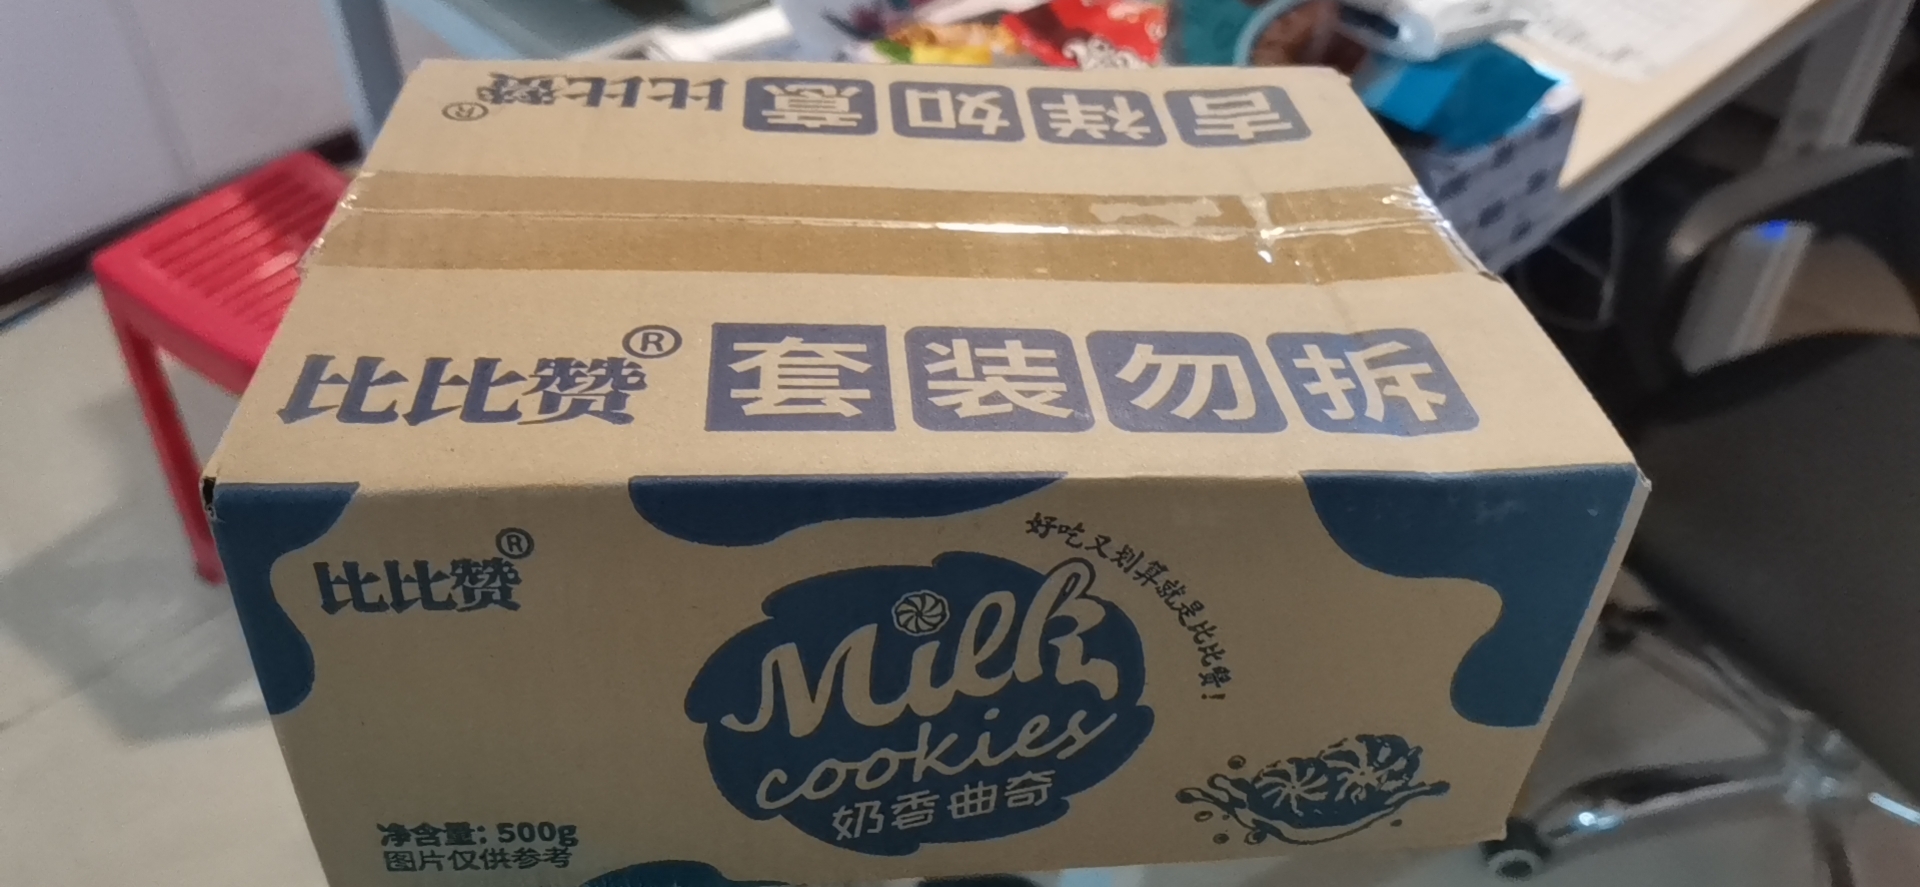 比比赞® 吉祥如意
比比赞® 套装勿拆
比比赞®
好吃又划算就是比比赞!
Milk
cookies
奶香曲奇
净含量: 500g
图片仅供参考